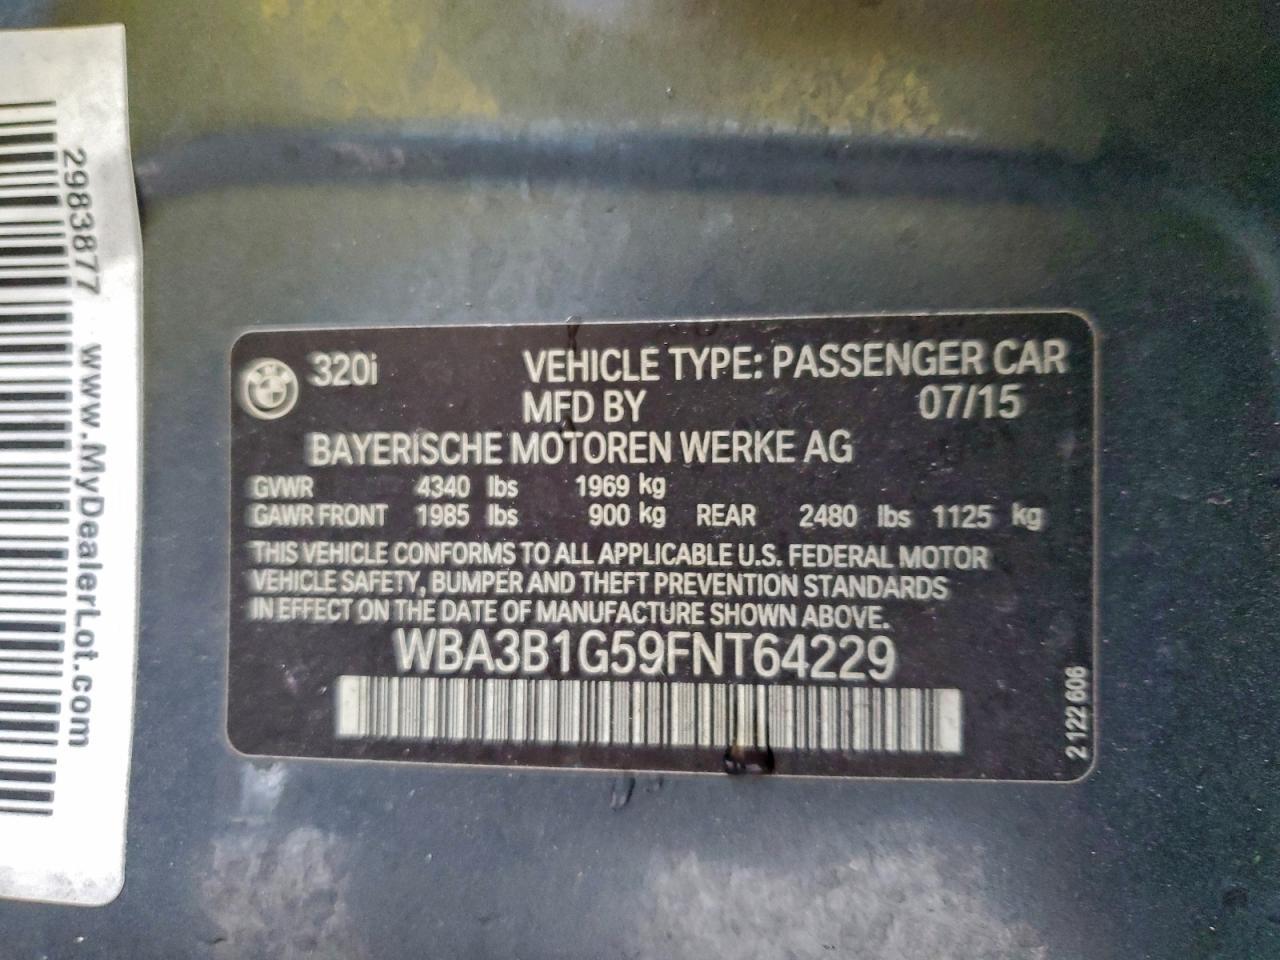 2983877 www.MyDealerLot.com
BMW
320i VEHICLE TYPE: PASSENGER CAR
MFD BY 07/15
BAYERISCHE MOTOREN WERKE AG
GVWR 4340 lbs 1969 kg
GAWR FRONT 1985 lbs 900 kg REAR 2480 lbs 1125 kg
THIS VEHICLE CONFORMS TO ALL APPLICABLE U.S. FEDERAL MOTOR
VEHICLE SAFETY, BUMPER AND THEFT PREVENTION STANDARDS
IN EFFECT ON THE DATE OF MANUFACTURE SHOWN ABOVE.
WBA3B1G59FNT64229
2 122 606